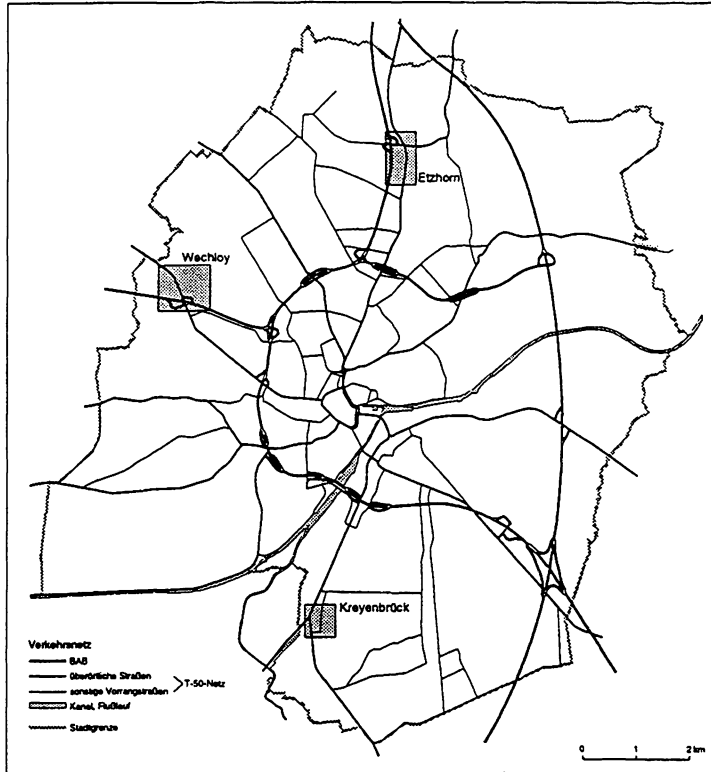 Etzhorn
Wechloy
Kreyenbrück
Verkehrsnetz
BAB
überörtliche Straßen
sonstige Vorrangstraßen
T-50-Netz
Kanal, Flußlauf
Stadtgrenze
0 1 2 km